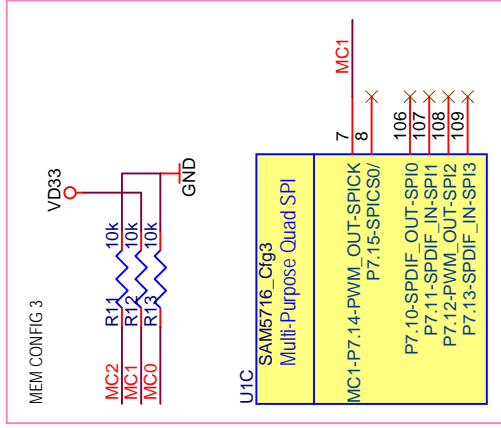 MEM CONFIG 3
VD33
MC2
R11
10k
MC1
R12
10k
MC0
R13
10k
GND
U1C
SAM5716_Cfg3
Multi-Purpose Quad SPI
MC1-P7.14-PWM_OUT-SPICK
7
MC1
P7.15-SPICS0/
8
P7.10-SPDIF_OUT-SPI0
106
P7.11-SPDIF_IN-SPI1
107
P7.12-PWM_OUT-SPI2
108
P7.13-SPDIF_IN-SPI3
109